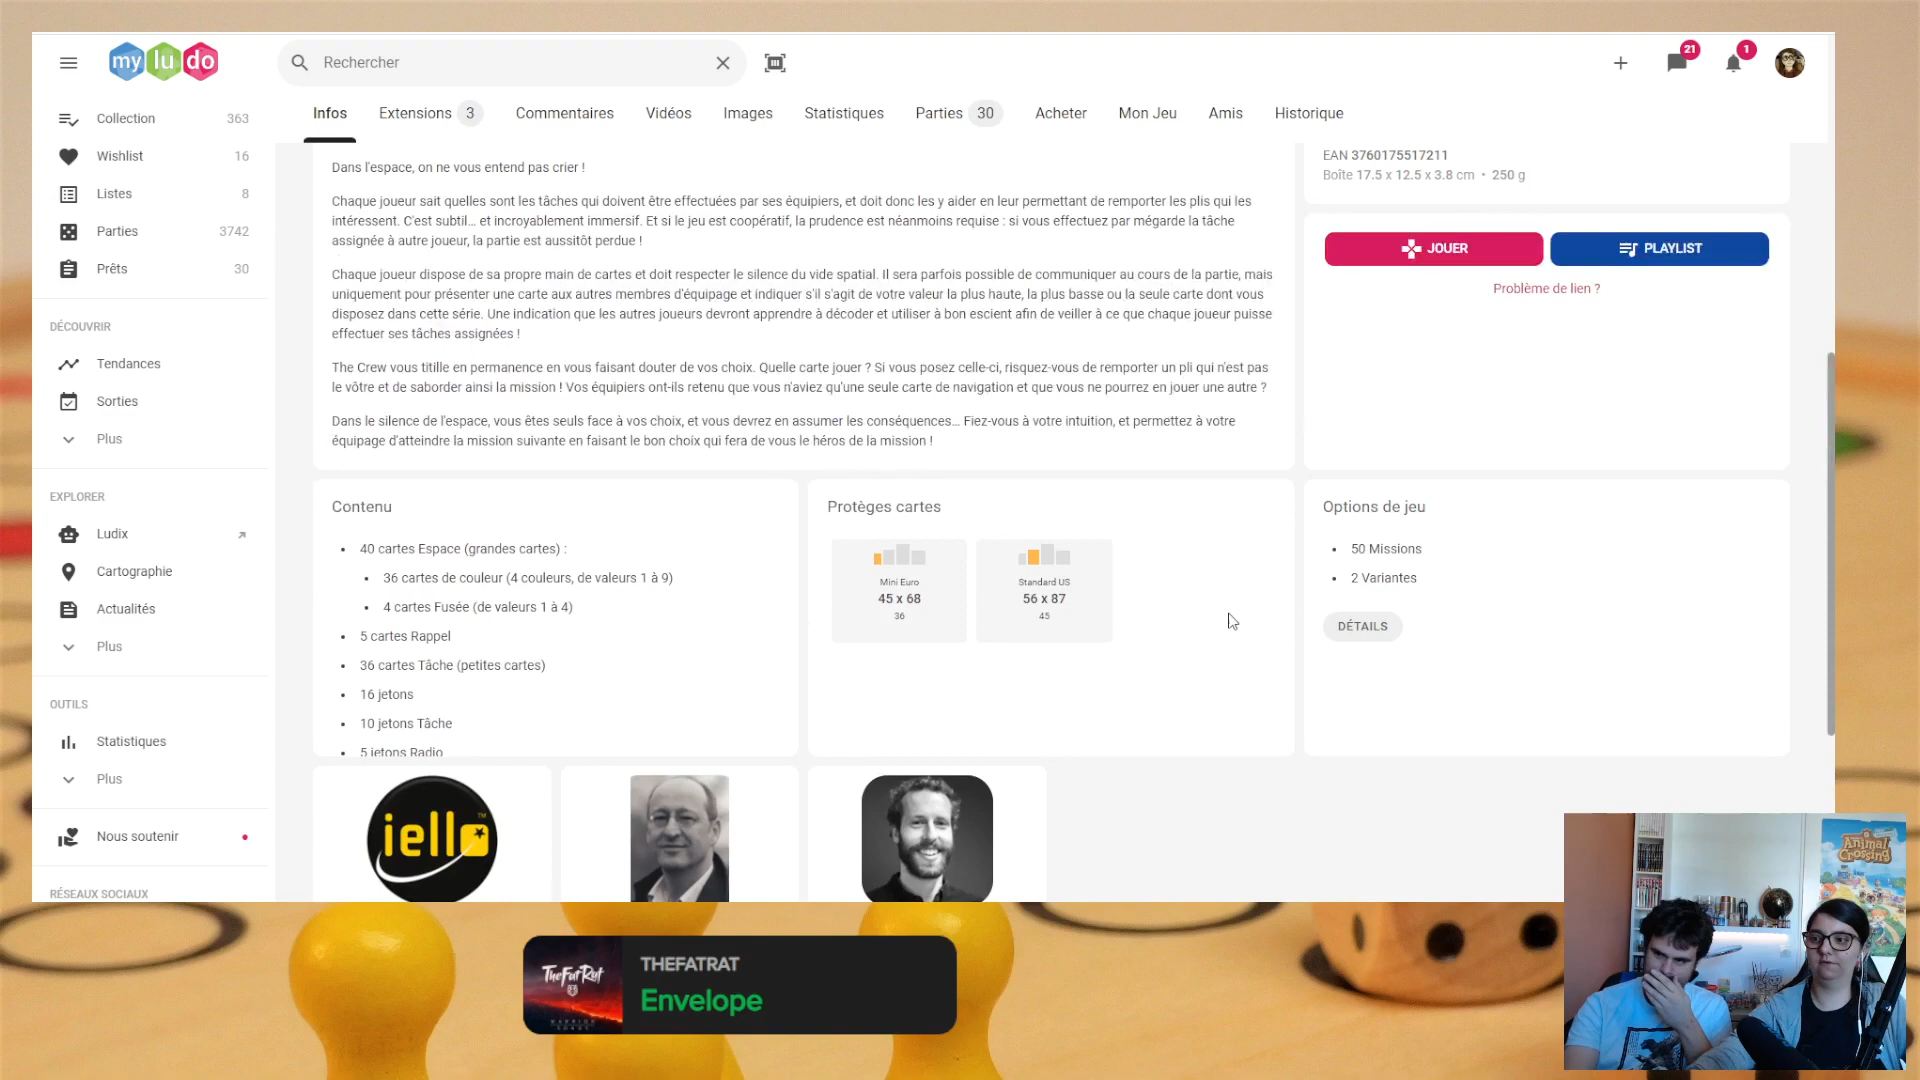 myludo
Rechercher
21
1
Infos
Extensions 3
Commentaires
Vidéos
Images
Statistiques
Parties 30
Acheter
Mon Jeu
Amis
Historique
Collection 363
Wishlist 16
Listes 8
Parties 3742
Prêts 30
DÉCOUVRIR
Tendances
Sorties
Plus
EXPLORER
Ludix
Cartographie
Actualités
Plus
OUTILS
Statistiques
Plus
Nous soutenir
RÉSEAUX SOCIAUX
Dans l'espace, on ne vous entend pas crier !
Chaque joueur sait quelles sont les tâches qui doivent être effectuées par ses équipiers, et doit donc les y aider en leur permettant de remporter les plis qui les
intéressent. C'est subtil... et incroyablement immersif. Et si le jeu est coopératif, la prudence est néanmoins requise : si vous effectuez par mégarde la tâche
assignée à autre joueur, la partie est aussitôt perdue !
Chaque joueur dispose de sa propre main de cartes et doit respecter le silence du vide spatial. Il sera parfois possible de communiquer au cours de la partie, mais
uniquement pour présenter une carte aux autres membres d'équipage et indiquer s'il s'agit de votre valeur la plus haute, la plus basse ou la seule carte dont vous
disposez dans cette série. Une indication que les autres joueurs devront apprendre à décoder et utiliser à bon escient afin de veiller à ce que chaque joueur puisse
effectuer ses tâches assignées !
The Crew vous titille en permanence en vous faisant douter de vos choix. Quelle carte jouer ? Si vous posez celle-ci, risquez-vous de remporter un pli qui n'est pas
le vôtre et de saborder ainsi la mission ! Vos équipiers ont-ils retenu que vous n'aviez qu'une seule carte de navigation et que vous ne pourrez en jouer une autre ?
Dans le silence de l'espace, vous êtes seuls face à vos choix, et vous devrez en assumer les conséquences... Fiez-vous à votre intuition, et permettez à votre
équipage d'atteindre la mission suivante en faisant le bon choix qui fera de vous le héros de la mission !
EAN 3760175517211
Boîte 17.5 x 12.5 x 3.8 cm • 250 g
JOUER
PLAYLIST
Problème de lien ?
Contenu
40 cartes Espace (grandes cartes) :
36 cartes de couleur (4 couleurs, de valeurs 1 à 9)
4 cartes Fusée (de valeurs 1 à 4)
5 cartes Rappel
36 cartes Tâche (petites cartes)
16 jetons
10 jetons Tâche
5 jetons Radio
Protèges cartes
Mini Euro
45 x 68
36
Standard US
56 x 87
45
Options de jeu
50 Missions
2 Variantes
DÉTAILS
iello
TM
TheFatRat
THEFATRAT
Envelope
Animal
Crossing